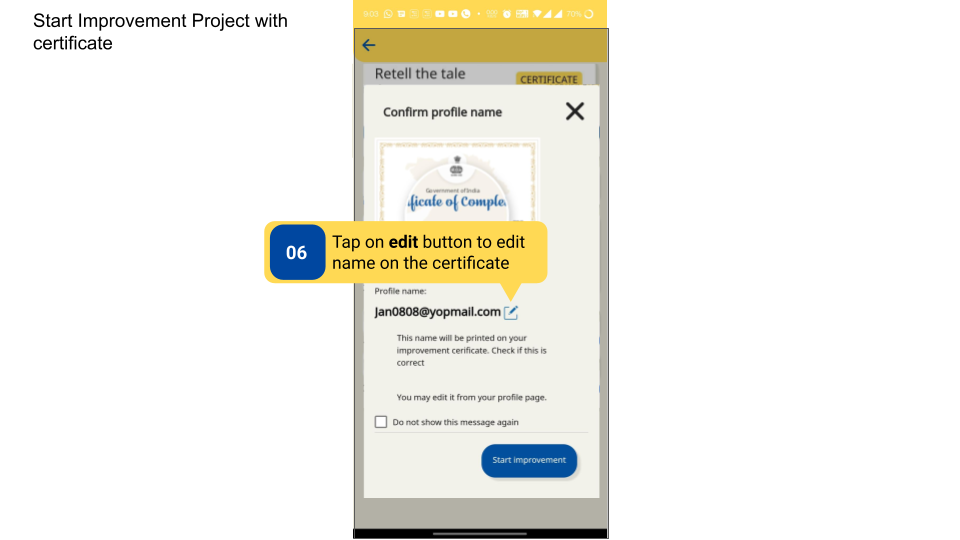 Start Improvement Project with
certificate
9:03
70%
Retell the tale
CERTIFICATE
Confirm profile name
Government of India
ificate of Comple
06
Tap on edit button to edit
name on the certificate
Profile name:
Jan0808@yopmail.com
This name will be printed on your
improvement cerificate. Check if this is
correct
You may edit it from your profile page.
Do not show this message again
Start improvement